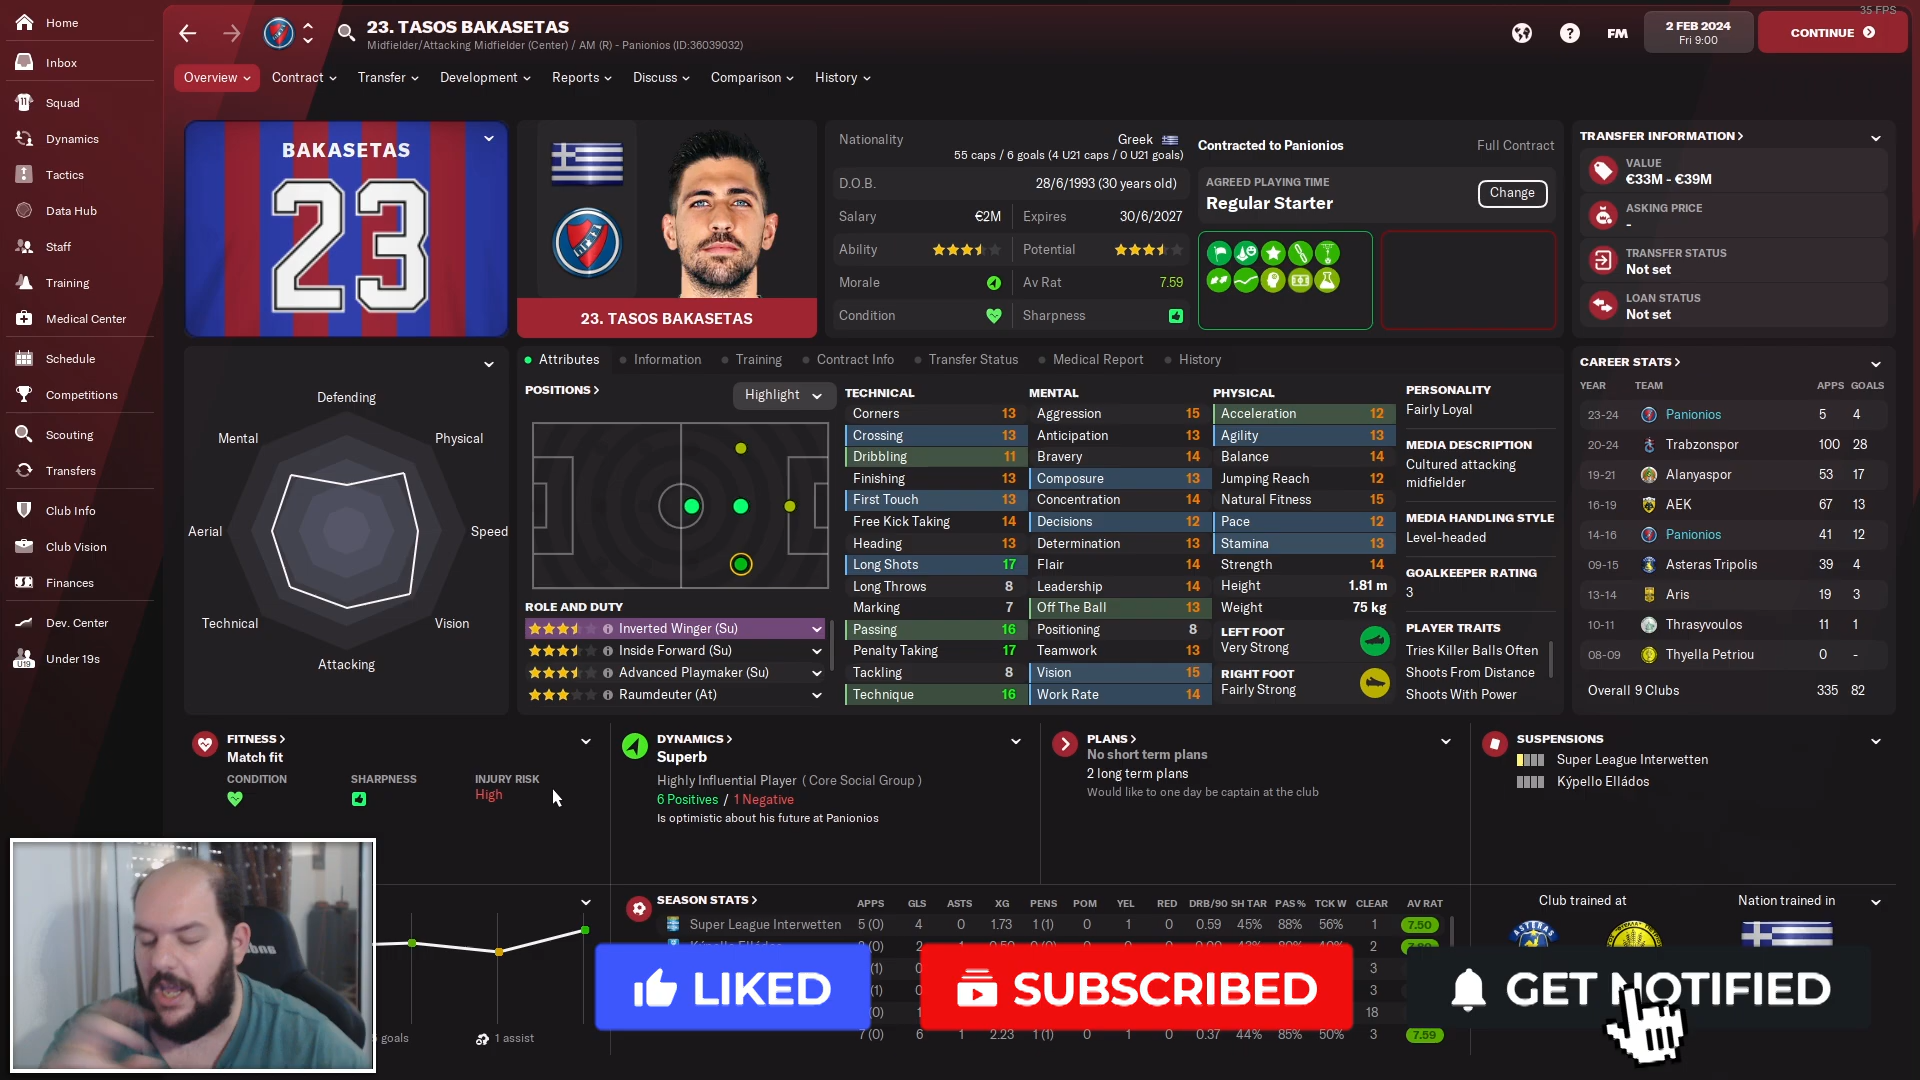 35 FPS
Home
Inbox
Squad
Dynamics
Tactics
Data Hub
Staff
Training
Medical Center
Schedule
Competitions
Scouting
Transfers
Club Info
Club Vision
Finances
Dev. Center
U19 Under 19s
23. TASOS BAKASETAS
Midfielder/Attacking Midfielder (Center) / AM (R) - Panionios (ID:36039032)
FM
2 FEB 2024
Fri 9:00
CONTINUE
Overview Contract Transfer Development Reports Discuss Comparison History
BAKASETAS
23
23. TASOS BAKASETAS
Nationality Greek
55 caps / 6 goals (4 U21 caps / 0 U21 goals)
D.O.B. 28/6/1993 (30 years old)
Salary €2M Expires 30/6/2027
Ability Potential
Morale Av Rat 7.59
Condition Sharpness
Contracted to Panionios Full Contract
AGREED PLAYING TIME
Regular Starter
Change
TRANSFER INFORMATION >
VALUE
€33M - €39M
ASKING PRICE
-
TRANSFER STATUS
Not set
LOAN STATUS
Not set
Defending
Mental Physical
Aerial Speed
Technical Vision
Attacking
Attributes Information Training Contract Info Transfer Status Medical Report History
POSITIONS >
Highlight
ROLE AND DUTY
Inverted Winger (Su)
Inside Forward (Su)
Advanced Playmaker (Su)
Raumdeuter (At)
TECHNICAL
Corners 13
Crossing 13
Dribbling 11
Finishing 13
First Touch 13
Free Kick Taking 14
Heading 13
Long Shots 17
Long Throws 8
Marking 7
Passing 16
Penalty Taking 17
Tackling 8
Technique 16
MENTAL
Aggression 15
Anticipation 13
Bravery 14
Composure 13
Concentration 14
Decisions 12
Determination 13
Flair 14
Leadership 14
Off The Ball 13
Positioning 8
Teamwork 13
Vision 15
Work Rate 14
PHYSICAL
Acceleration 12
Agility 13
Balance 14
Jumping Reach 12
Natural Fitness 15
Pace 12
Stamina 13
Strength 14
Height 1.81 m
Weight 75 kg
LEFT FOOT
Very Strong
RIGHT FOOT
Fairly Strong
PERSONALITY
Fairly Loyal
MEDIA DESCRIPTION
Cultured attacking
midfielder
MEDIA HANDLING STYLE
Level-headed
GOALKEEPER RATING
3
PLAYER TRAITS
Tries Killer Balls Often
Shoots From Distance
Shoots With Power
CAREER STATS >
YEAR TEAM APPS GOALS
23-24 Panionios 5 4
20-24 Trabzonspor 100 28
19-21 Alanyaspor 53 17
16-19 AEK 67 13
14-16 Panionios 41 12
09-15 Asteras Tripolis 39 4
13-14 Aris 19 3
10-11 Thrasyvoulos 11 1
08-09 Thyella Petriou 0 -
Overall 9 Clubs 335 82
FITNESS >
Match fit
CONDITION SHARPNESS INJURY RISK
High
DYNAMICS >
Superb
Highly Influential Player ( Core Social Group )
6 Positives / 1 Negative
Is optimistic about his future at Panionios
PLANS >
No short term plans
2 long term plans
Would like to one day be captain at the club
SUSPENSIONS
Super League Interwetten
Kýpello Elládos
goals
1 assist
SEASON STATS > APPS GLS ASTS XG PENS POM YEL RED DRB/90 SH TAR PAS % TCK W CLEAR AV RAT
Super League Interwetten 5 (0) 4 0 1.73 1 (1) 0 1 0 0.59 45% 88% 56% 1 7.50
2
3
3
18
7 (0) 6 1 2.23 1 (1) 0 1 0 0.37 44% 85% 50% 3 7.59
Club trained at Nation trained in
ASTERAS
LIKED
SUBSCRIBED
GET NOTIFIED